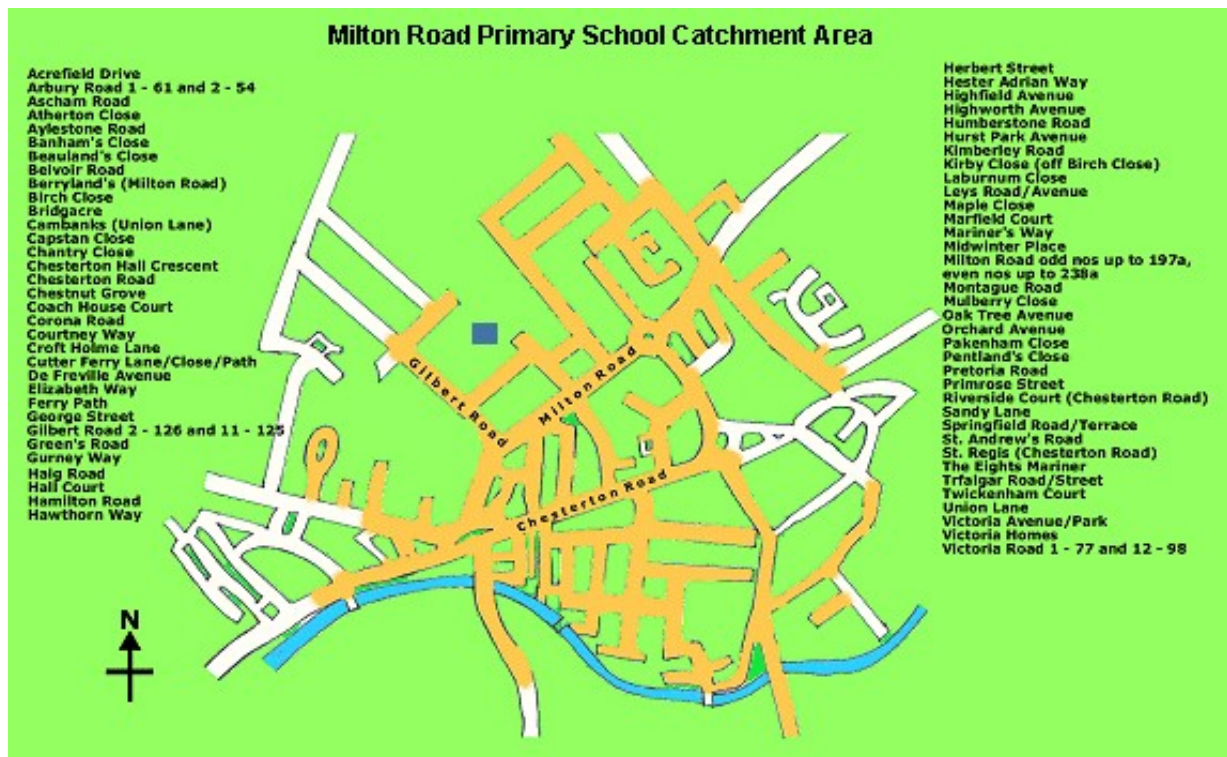 Milton Road Primary School Catchment Area
Acrefield Drive
Arbury Road 1 - 61 and 2 - 54
Ascham Road
Atherton Close
Aylestone Road
Banham's Close
Beauland's Close
Belvoir Road
Berryland's (Milton Road)
Birch Close
Bridgacre
Cambanks (Union Lane)
Capstan Close
Chantry Close
Chesterton Hall Crescent
Chesterton Road
Chestnut Grove
Coach House Court
Corona Road
Courtney Way
Croft Holme Lane
Cutter Ferry Lane/Close/Path
De Freville Avenue
Elizabeth Way
Ferry Path
George Street
Gilbert Road 2 - 126 and 11 - 125
Green's Road
Gurney Way
Haig Road
Hall Court
Hamilton Road
Hawthorn Way
Herbert Street
Hester Adrian Way
Highfield Avenue
Highworth Avenue
Humberstone Road
Hurst Park Avenue
Kimberley Road
Kirby Close (off Birch Close)
Laburnum Close
Leys Road/Avenue
Maple Close
Marfield Court
Mariner's Way
Midwinter Place
Milton Road odd nos up to 197a,
even nos up to 238a
Montague Road
Mulberry Close
Oak Tree Avenue
Orchard Avenue
Pakenham Close
Pentland's Close
Pretoria Road
Primrose Street
Riverside Court (Chesterton Road)
Sandy Lane
Springfield Road/Terrace
St. Andrew's Road
St. Regis (Chesterton Road)
The Eights Mariner
Trfalgar Road/Street
Twickenham Court
Union Lane
Victoria Avenue/Park
Victoria Homes
Victoria Road 1 - 77 and 12 - 98
Gilbert Road
Milton Road
Chesterton Road
N